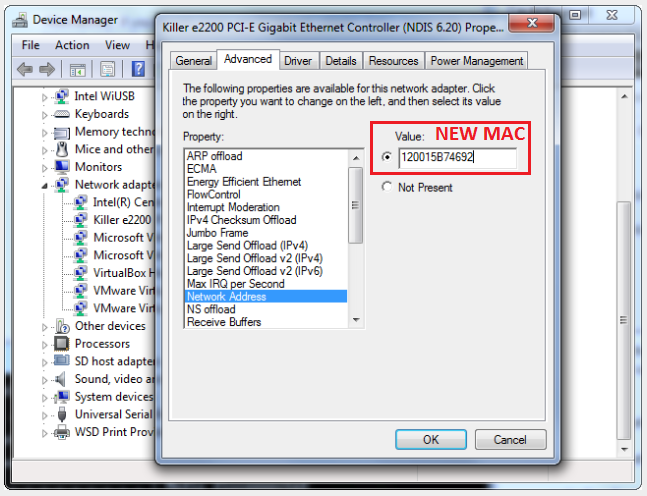 Device Manager
File Action View H
Intel WiUSB
Keyboards
Memory techn
Mice and other
Monitors
Network adapte
Intel(R) Cen
Killer e2200
Microsoft V
Microsoft V
VirtualBox H
VMware Virt
VMware Virt
Other devices
Processors
SD host adapte
Sound, video a
System devices
Universal Serial
WSD Print Prov
Killer e2200 PCI-E Gigabit Ethernet Controller (NDIS 6.20) Prope...
General Advanced Driver Details Resources Power Management
The following properties are available for this network adapter. Click
the property you want to change on the left, and then select its value
on the right.
Property:
ARP offload
ECMA
Energy Efficient Ethernet
FlowControl
Interrupt Moderation
IPv4 Checksum Offload
Jumbo Frame
Large Send Offload (IPv4)
Large Send Offload v2 (IPv4)
Large Send Offload v2 (IPv6)
Max IRQ per Second
Network Address
NS offload
Receive Buffers
Value: NEW MAC
120015B74692
Not Present
OK Cancel